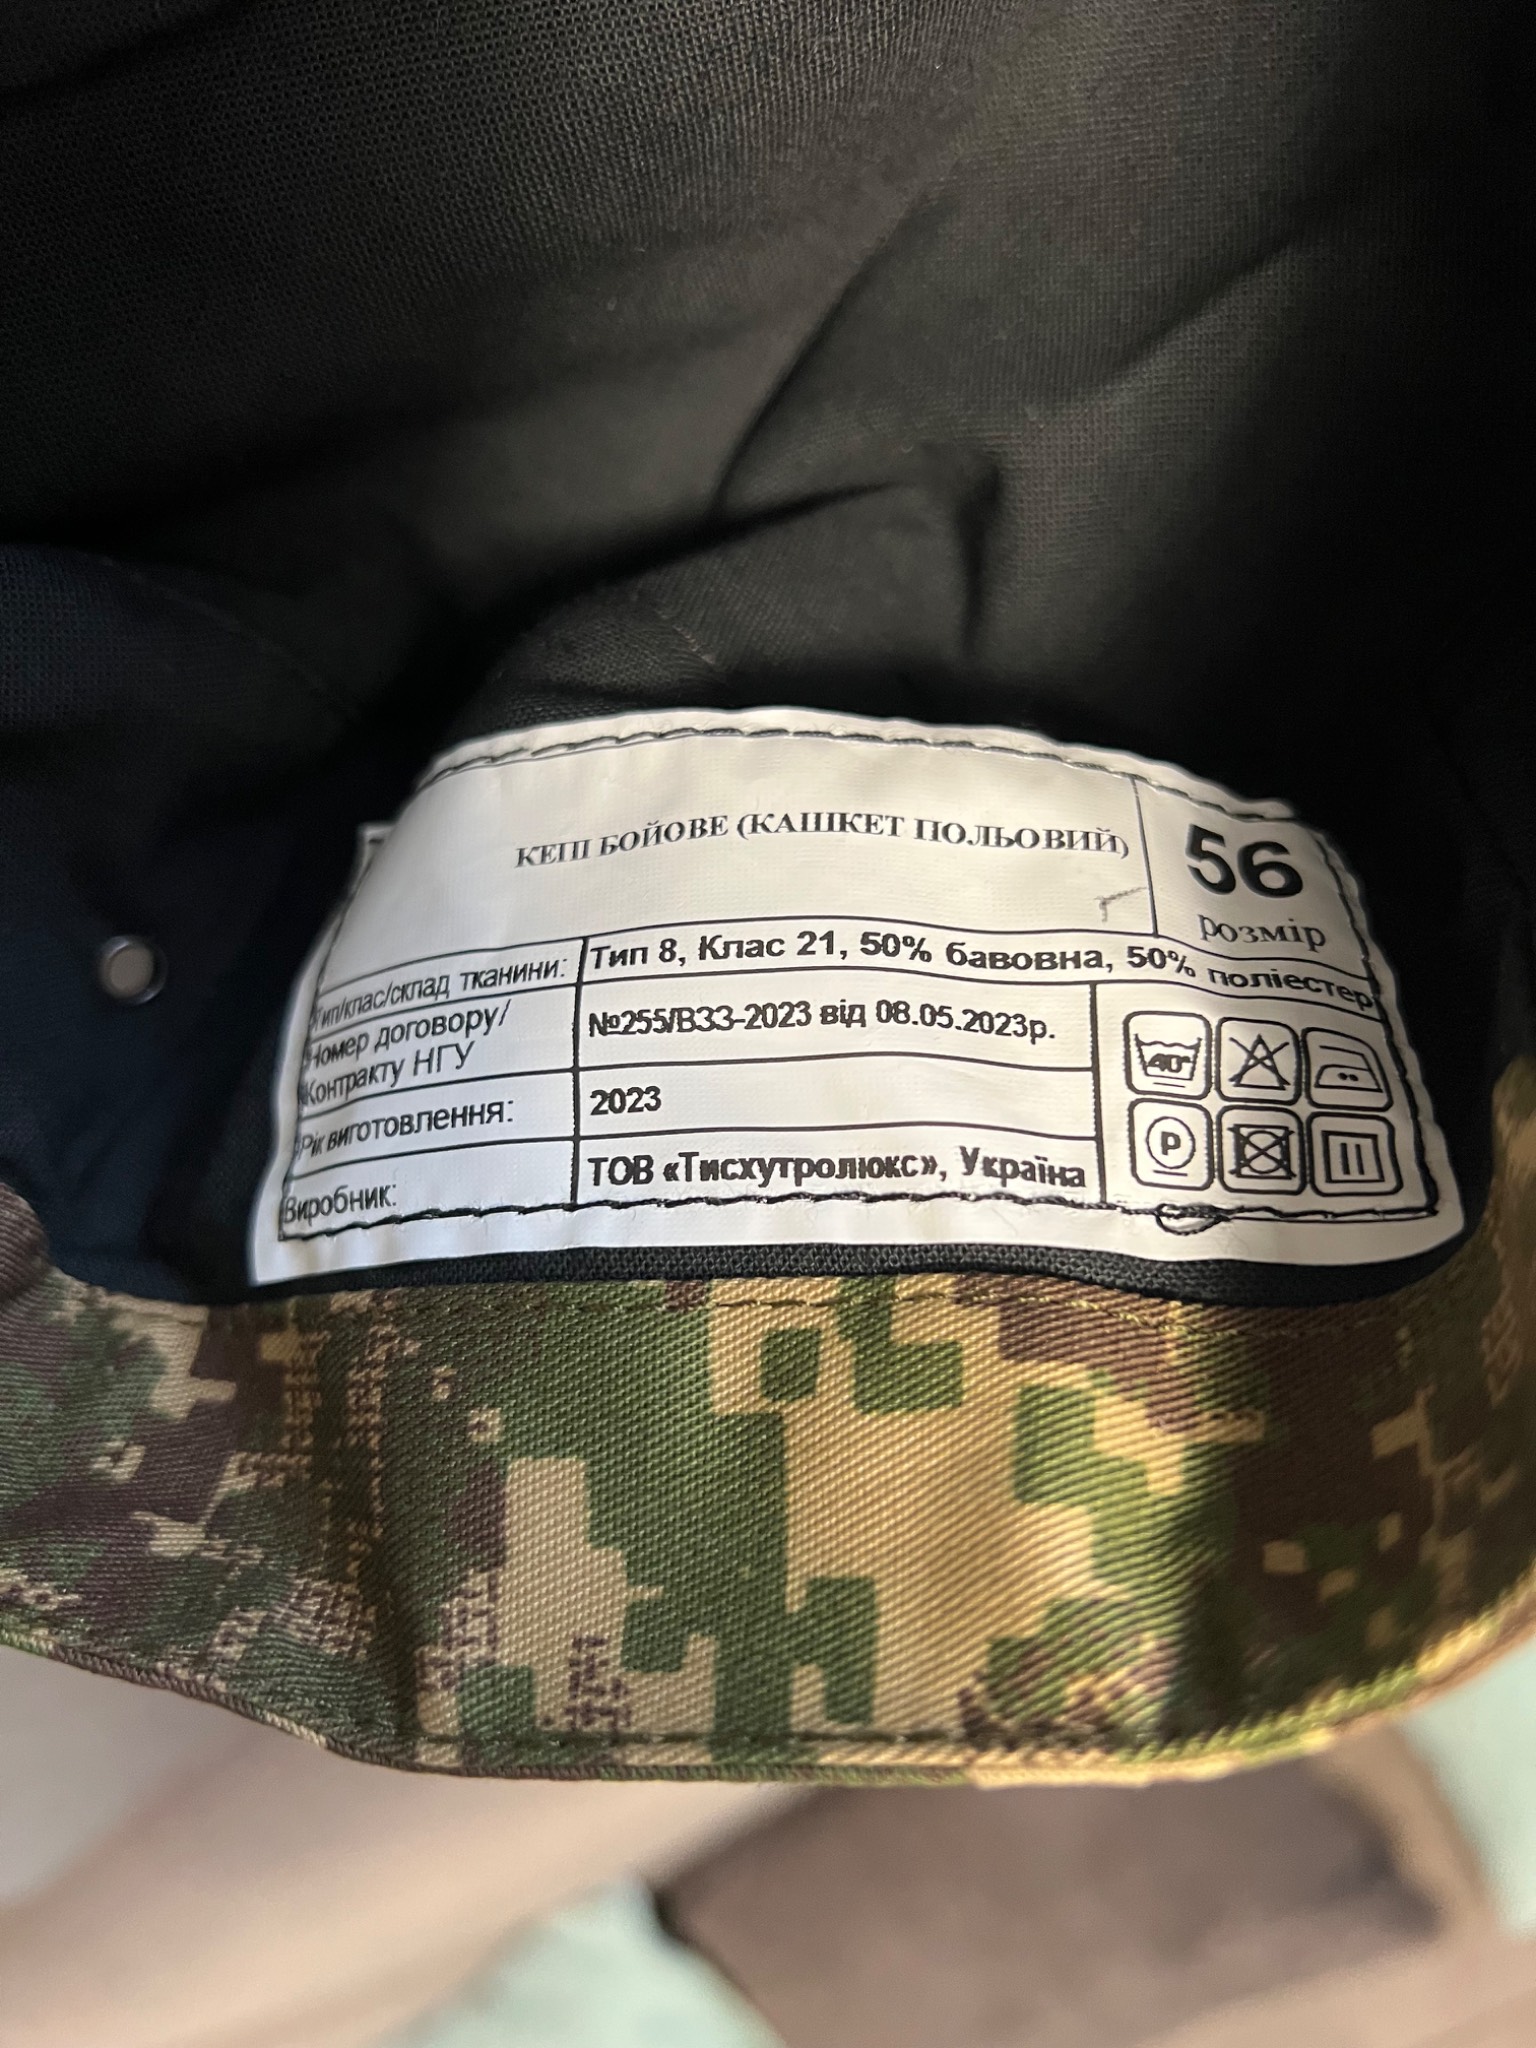 КЕПІ БОЙОВЕ (КАШКЕТ ПОЛЬОВИЙ)
56
розмір
Тип/клас/склад тканини: Тип 8, Клас 21, 50% бавовна, 50% поліестер
Номер договору/
Контракту НГУ
№255/ВЗЗ-2023 від 08.05.2023р.
Рік виготовлення: 2023
Виробник: ТОВ «Тисхутролюкс», Україна
40°
P